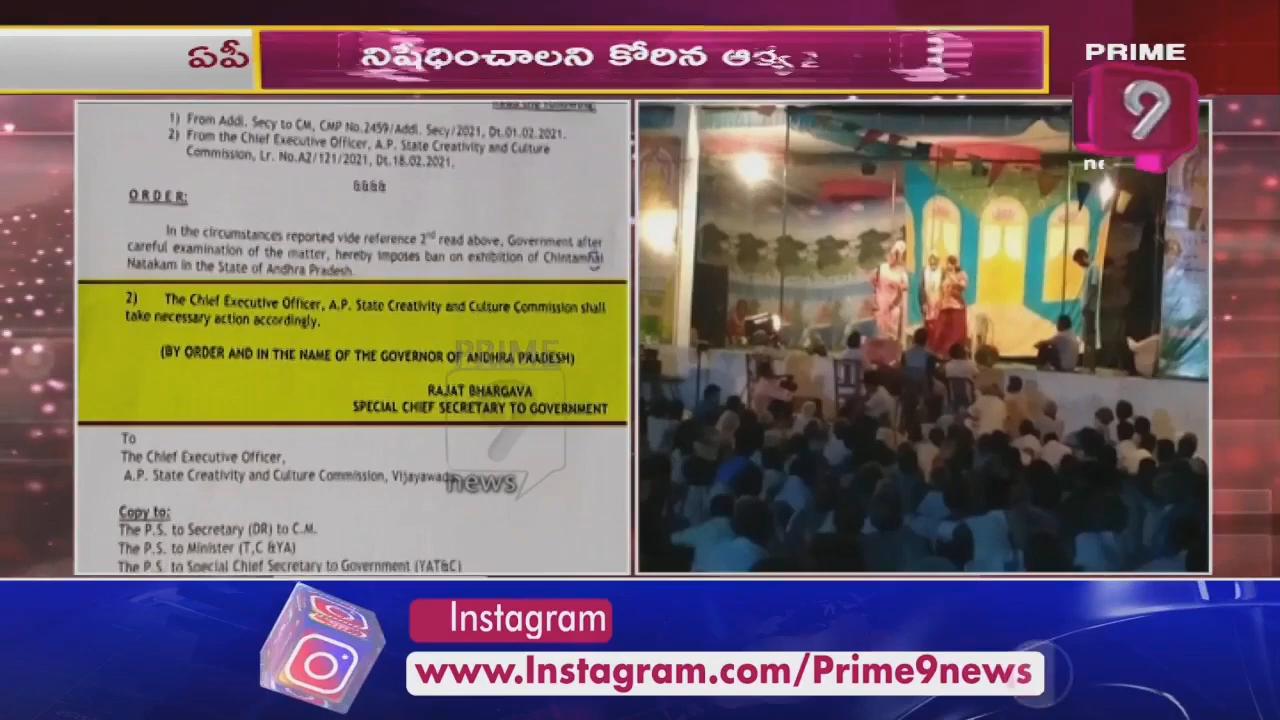 ఏపీ
నిషేధించాలని కోరిన
PRIME
9
1) From Addl. Secy to CM, CMP No.2459/Addl. Secy/2021, Dt.01.02.2021.
2) From the Chief Executive Officer, A.P. State Creativity and Culture
Commission, Lr. No.A2/121/2021, Dt.18.02.2021.
&&&&
ORDER:
In the circumstances reported vide reference 2nd read above, Government after
careful examination of the matter, hereby imposes ban on exhibition of
Natakam in the State of Andhra Pradesh.
2) The Chief Executive Officer, A.P. State Creativity and Culture Commission shall
take necessary action accordingly.
(BY ORDER AND IN THE NAME OF THE GOVERNOR OF ANDHRA PRADESH)
RAJAT BHARGAVA
SPECIAL CHIEF SECRETARY TO GOVERNMENT
To
The Chief Executive Officer,
A.P. State Creativity and Culture Commission, Vijayawada
Copy to:
The P.S. to Secretary (DR) to C.M.
The P.S. to Minister (T,C &YA)
The P.S. to Special Chief Secretary to Government (YAT&C)
PRIME
news
Instagram
www.Instagram.com/Prime9news